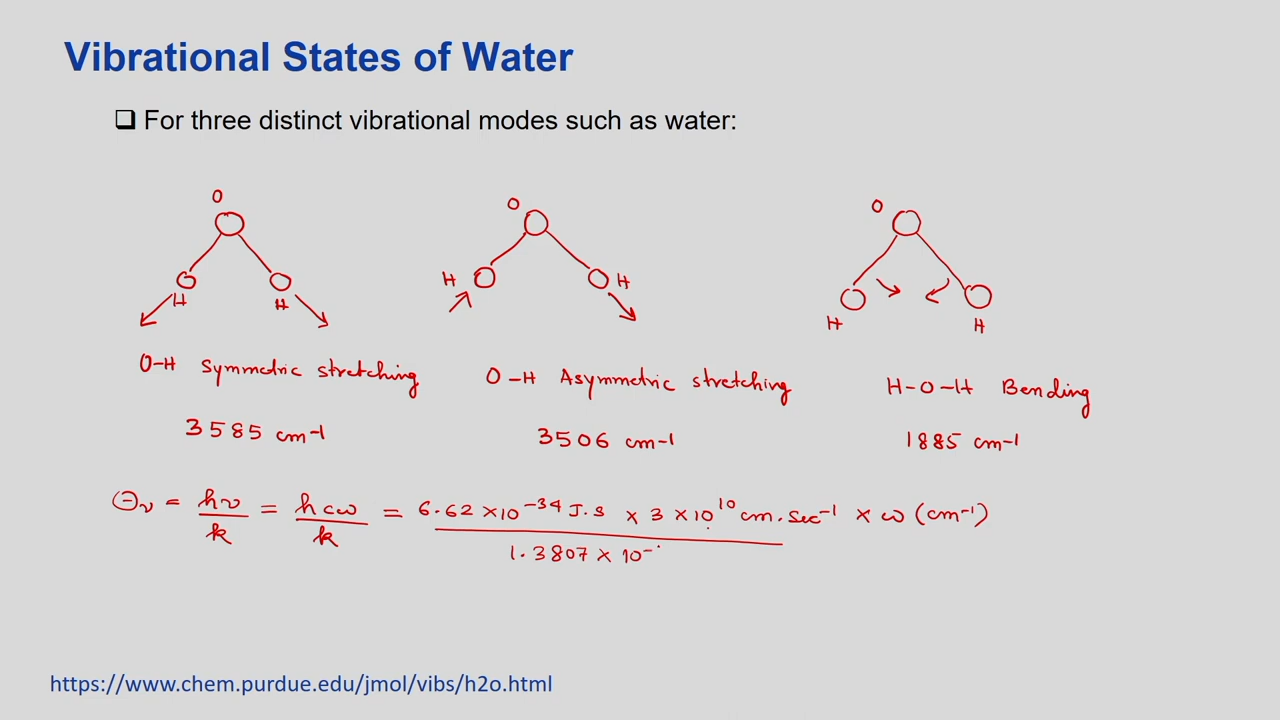 Vibrational States of Water
For three distinct vibrational modes such as water:
O O O
H H H H H H
O-H Symmetric stretching
O-H Asymmetric stretching
H-O-H Bending
3585 cm-1 3506 cm-1 1885 cm-1
Θν = hν/k = hcω/k = 6.62 × 10^-34 J.s × 3 × 10^10 cm.sec^-1 × ω (cm-1)
1.3807 × 10^-
https://www.chem.purdue.edu/jmol/vibs/h2o.html